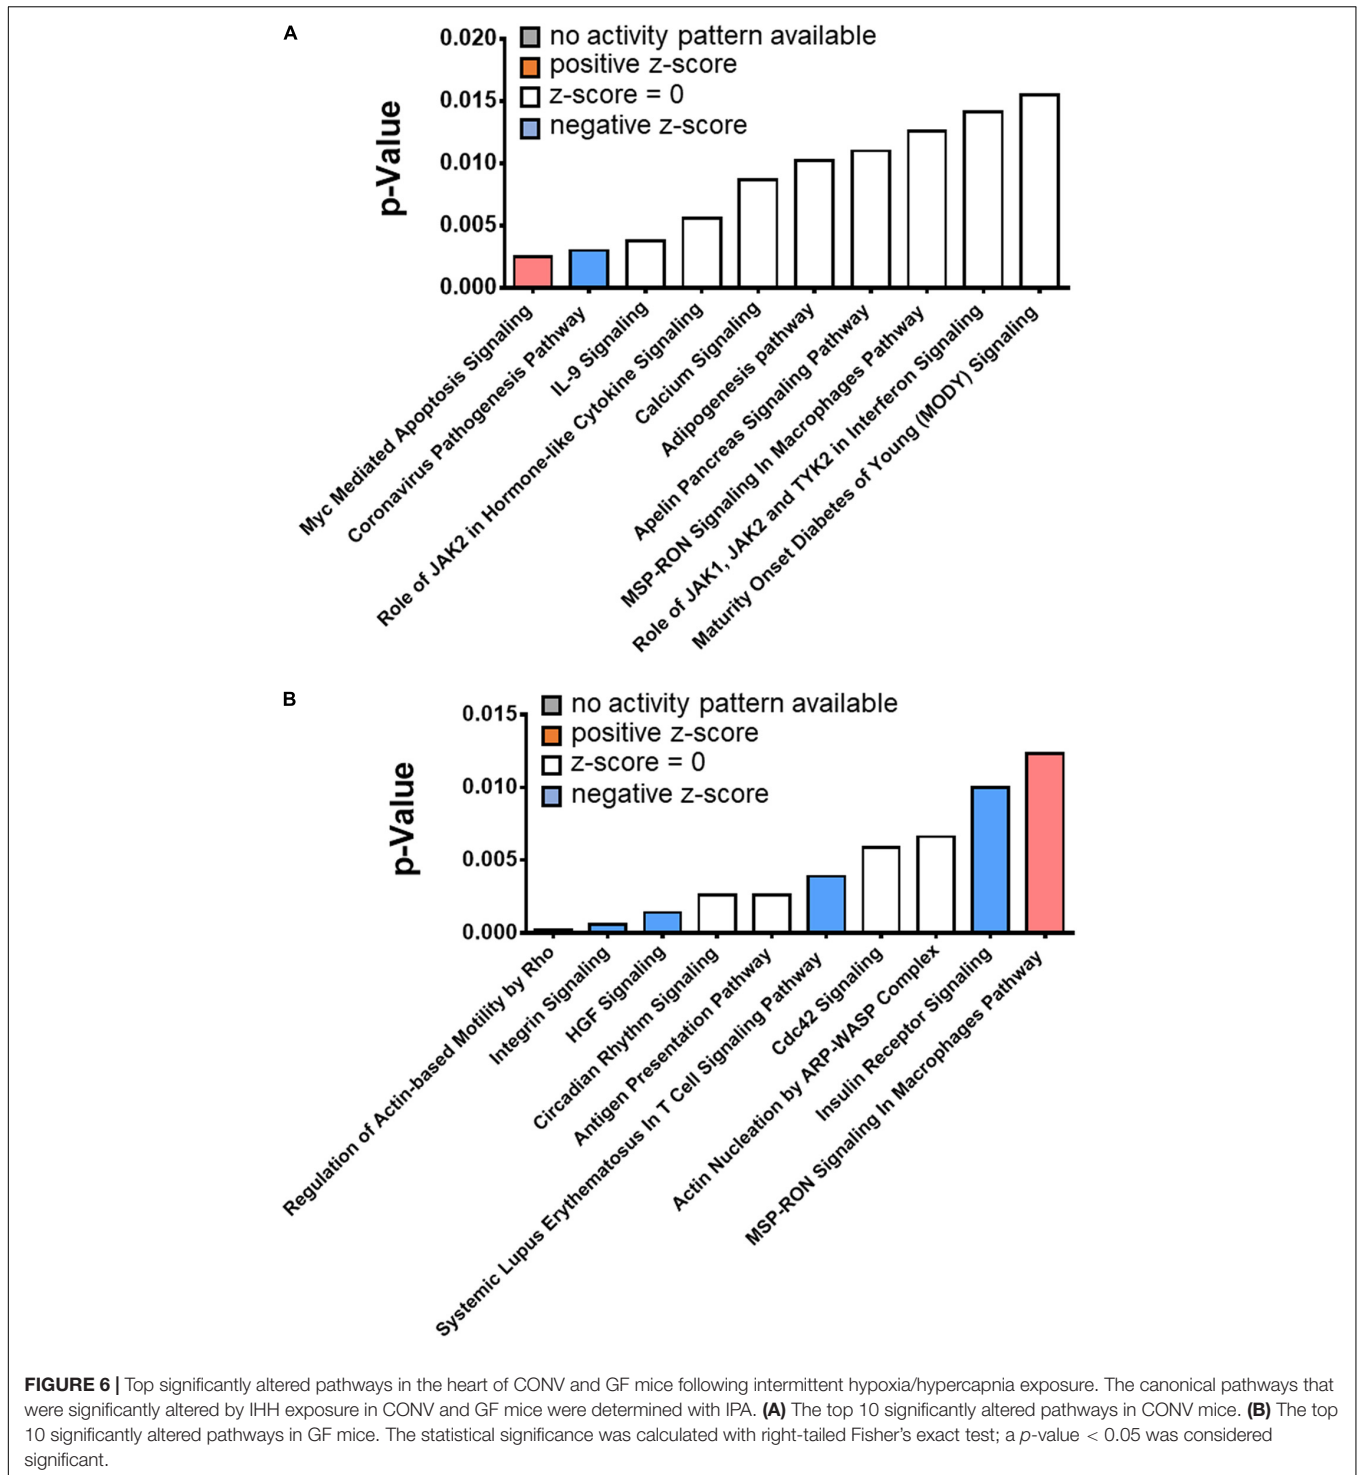 A
0.020
0.015
0.010
0.005
0.000
p-Value
no activity pattern available
positive z-score
z-score = 0
negative z-score
Myc Mediated Apoptosis Signaling
Coronavirus Pathogenesis Pathway
IL-9 Signaling
Role of JAK2 in Hormone-like Cytokine Signaling
Calcium Signaling
Adipogenesis pathway
Apelin Pancreas Signaling Pathway
MSP-RON Signaling In Macrophages Pathway
Role of JAK1, JAK2 and TYK2 in Interferon Signaling
Maturity Onset Diabetes of Young (MODY) Signaling
B
0.015
0.010
0.005
0.000
p-Value
no activity pattern available
positive z-score
z-score = 0
negative z-score
Regulation of Actin-based Motility by Rho
Integrin Signaling
HGF Signaling
Circadian Rhythm Signaling
Antigen Presentation Pathway
Systemic Lupus Erythematosus In T Cell Signaling Pathway
Cdc42 Signaling
Actin Nucleation by ARP-WASP Complex
Insulin Receptor Signaling
MSP-RON Signaling In Macrophages Pathway
FIGURE 6 | Top significantly altered pathways in the heart of CONV and GF mice following intermittent hypoxia/hypercapnia exposure. The canonical pathways that
were significantly altered by IHH exposure in CONV and GF mice were determined with IPA. (A) The top 10 significantly altered pathways in CONV mice. (B) The top
10 significantly altered pathways in GF mice. The statistical significance was calculated with right-tailed Fisher's exact test; a p-value < 0.05 was considered
significant.